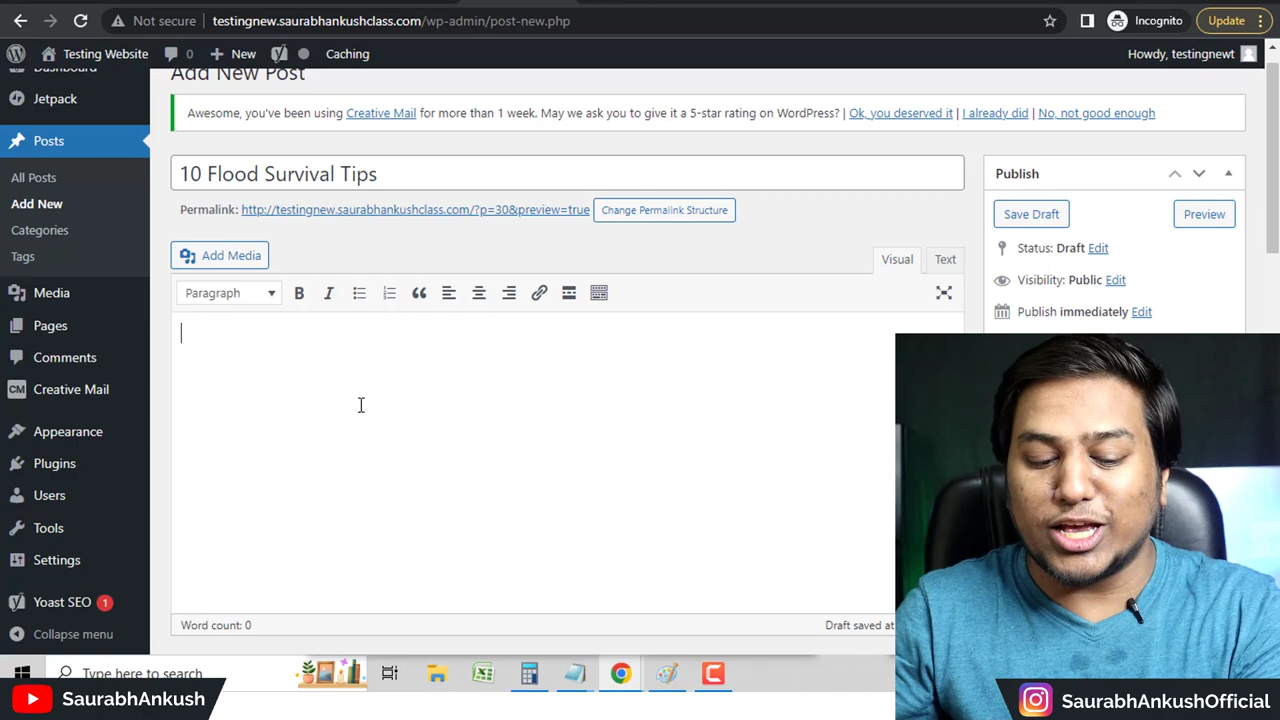 Not secure testingnew.saurabhankushclass.com/wp-admin/post-new.php Incognito Update
Testing Website 0 New Caching Howdy, testingnewt
Dashboard
Add New Post
Jetpack
Awesome, you've been using Creative Mail for more than 1 week. May we ask you to give it a 5-star rating on WordPress? | Ok, you deserved it | I already did | No, not good enough
Posts
10 Flood Survival Tips
Publish
All Posts
Add New
Permalink: http://testingnew.saurabhankushclass.com/?p=30&preview=true Change Permalink Structure
Save Draft Preview
Categories
Tags
Add Media
Visual Text
Status: Draft Edit
Media
Paragraph
B I
Visibility: Public Edit
Pages
Publish immediately Edit
Comments
CM Creative Mail
Appearance
Plugins
Users
Tools
Settings
Yoast SEO 1
Word count: 0
Draft saved at
Collapse menu
Type here to search
SaurabhAnkush
SaurabhAnkushOfficial